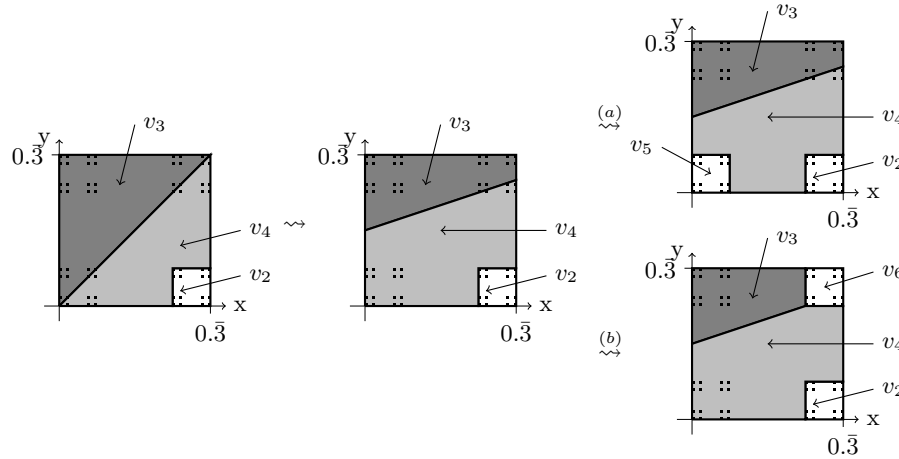 v₃
y
0.3̄
v₄
v₂
x
0.3̄
⇝
v₃
y
0.3̄
v₄
v₂
x
0.3̄
(a)
⇝
v₃
y
0.3̄
v₄
v₅
v₂
x
0.3̄
(b)
⇝
v₃
y
0.3̄
v₆
v₄
v₂
x
0.3̄